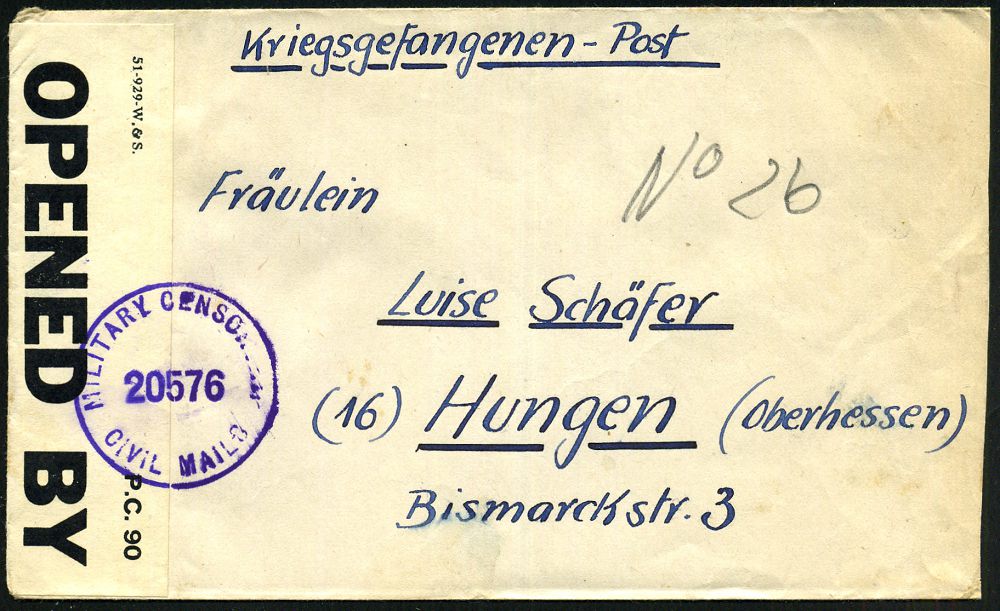 Kriegsgefangenen-Post
Fräulein
No 26
Luise Schäfer
(16) Hungen (Oberhessen)
Bismarckstr. 3
OPENED BY
51-929-W. & S.
P.C. 90
MILITARY
20576
CIVIL MAILS